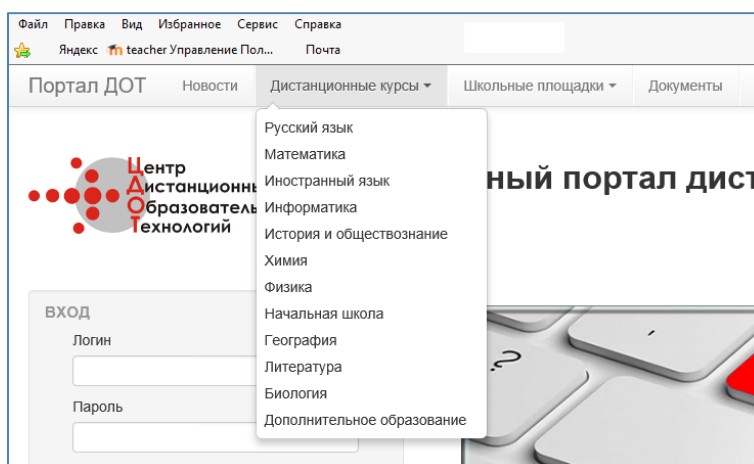 Файл Правка Вид Избранное Сервис Справка
Яндекс teacher Управление Пол... Почта
Портал ДОТ Новости Дистанционные курсы Школьные площадки Документы
Русский язык
Математика
Иностранный язык
Информатика
История и обществознание
Химия
Физика
Начальная школа
География
Литература
Биология
Дополнительное образование
Центр
Дистанционн
Образовател
Технологий
ный портал дист
ВХОД
Логин
Пароль
?
,